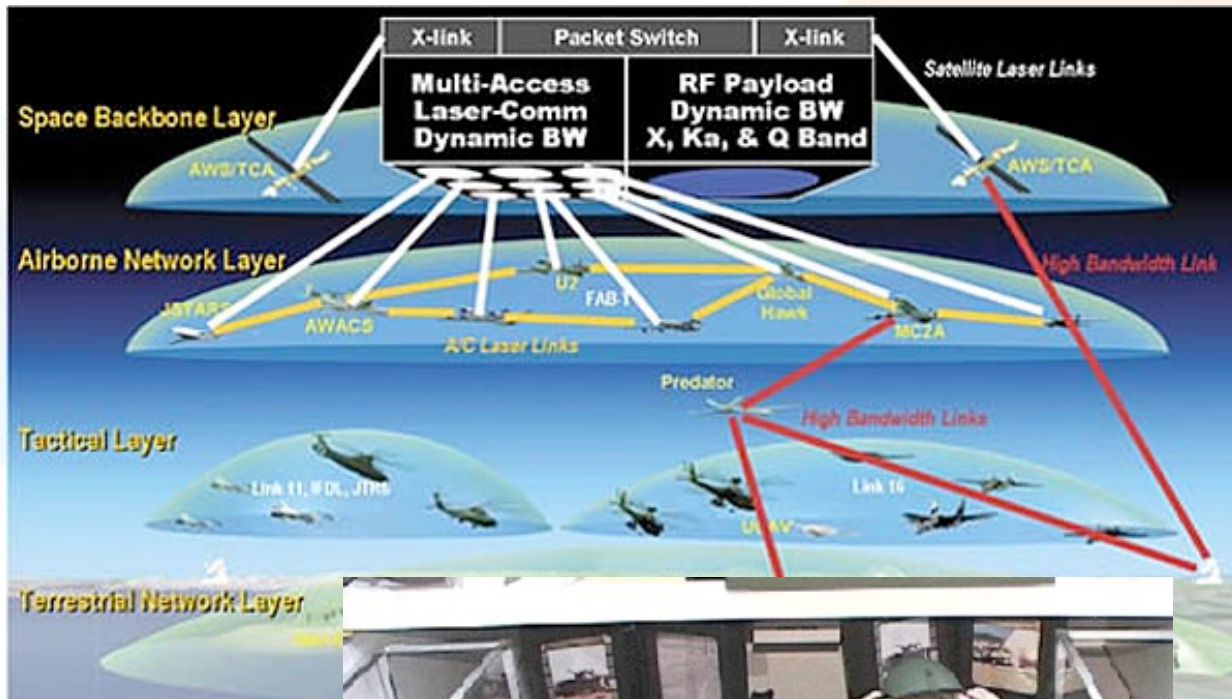 X-link Packet Switch X-link
Multi-Access
Laser-Comm
Dynamic BW
RF Payload
Dynamic BW
X, Ka, & Q Band
Satellite Laser Links
Space Backbone Layer
AWS/TCA
AWS/TCA
Airborne Network Layer
High Bandwidth Link
JSTARS
AWACS
U2
FAB-T
Global
Hawk
MC2A
A/C Laser Links
Predator
High Bandwidth Links
Tactical Layer
Link 11, IFDL, JTRS
Link 16
UCAV
Terrestrial Network Layer